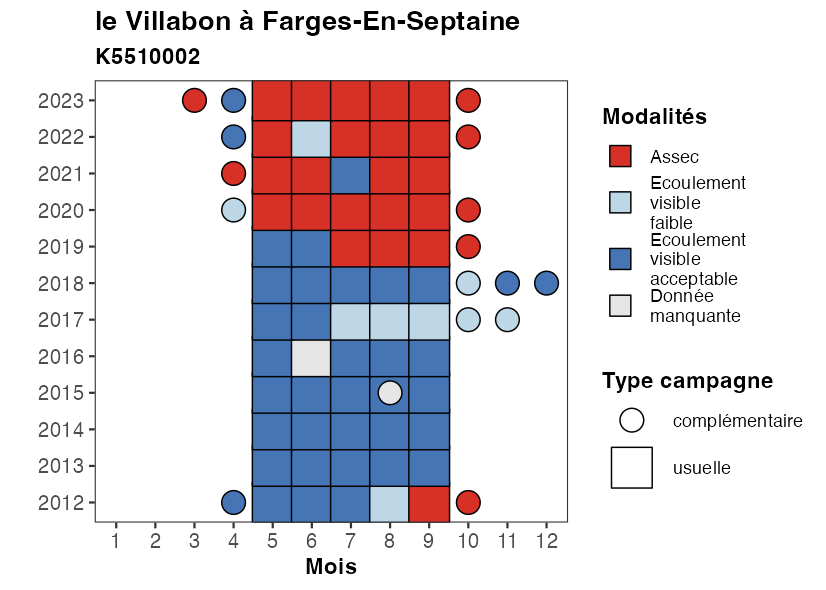 le Villabon à Farges-En-Septaine
K5510002
2023
2022
2021
2020
2019
2018
2017
2016
2015
2014
2013
2012
1 2 3 4 5 6 7 8 9 10 11 12
Mois
Modalités
Assec
Ecoulement
visible
faible
Ecoulement
visible
acceptable
Donnée
manquante
Type campagne
complémentaire
usuelle